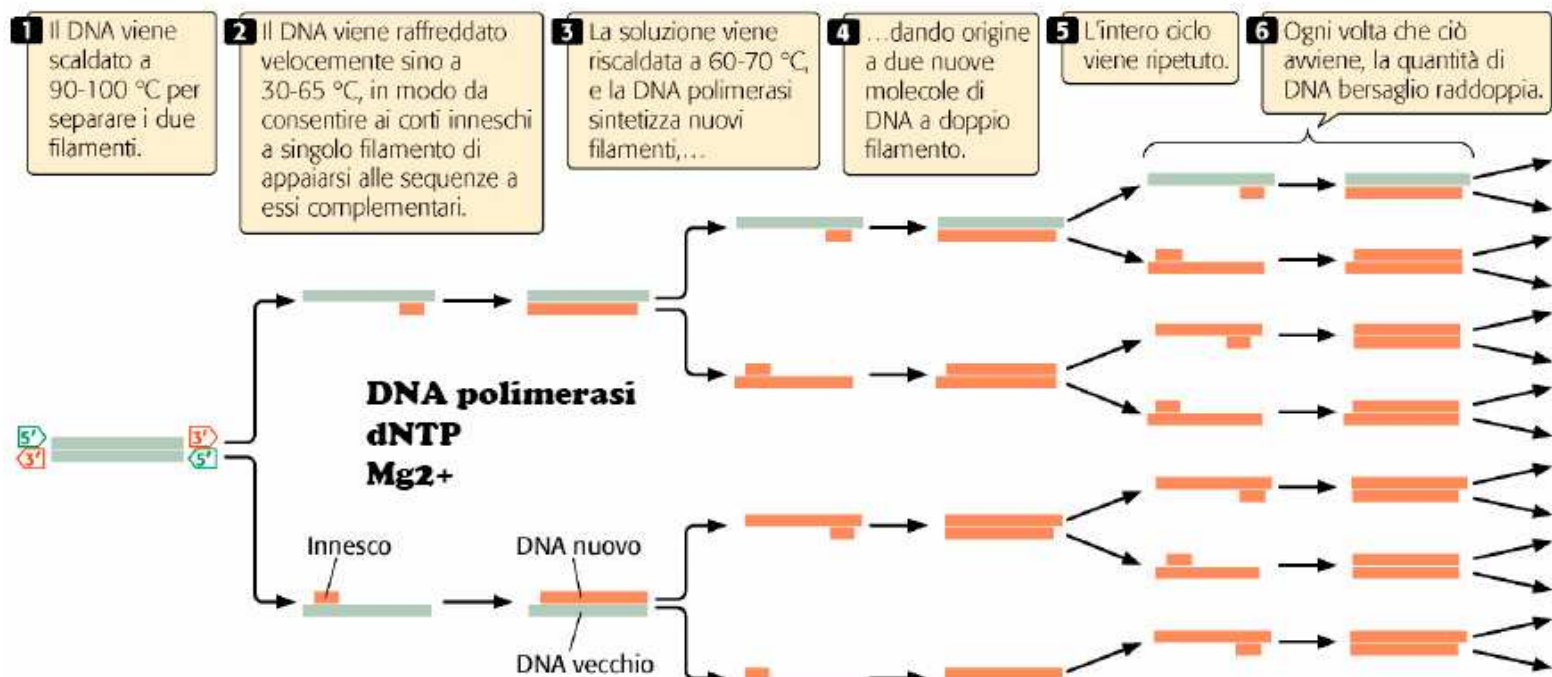 1 Il DNA viene
scaldato a
90-100 °C per
separare i due
filamenti.
2 Il DNA viene raffreddato
velocemente sino a
30-65 °C, in modo da
consentire ai corti inneschi
a singolo filamento di
appaiarsi alle sequenze a
essi complementari.
3 La soluzione viene
riscaldata a 60-70 °C,
e la DNA polimerasi
sintetizza nuovi
filamenti,...
4 ...dando origine
a due nuove
molecole di
DNA a doppio
filamento.
5 L'intero ciclo
viene ripetuto.
6 Ogni volta che ciò
avviene, la quantità di
DNA bersaglio raddoppia.
DNA polimerasi
dNTP
Mg2+
5' 3'
3' 5'
Innesco
DNA nuovo
DNA vecchio